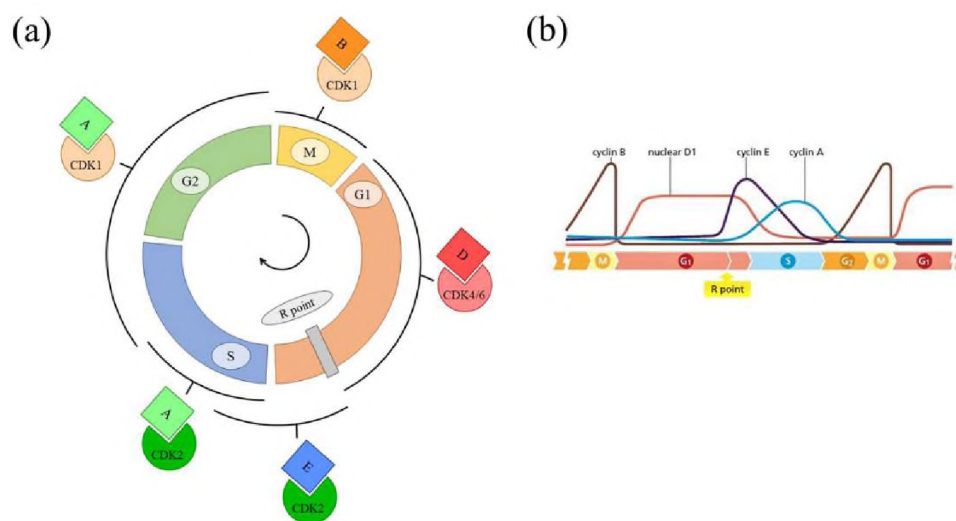 (a)
(b)
B
CDK1
A
CDK1
M
G2
G1
D
CDK4/6
R point
S
A
CDK2
E
CDK2
cyclin B
nuclear D1
cyclin E
cyclin A
M
G1
S
G2
M
G1
R point